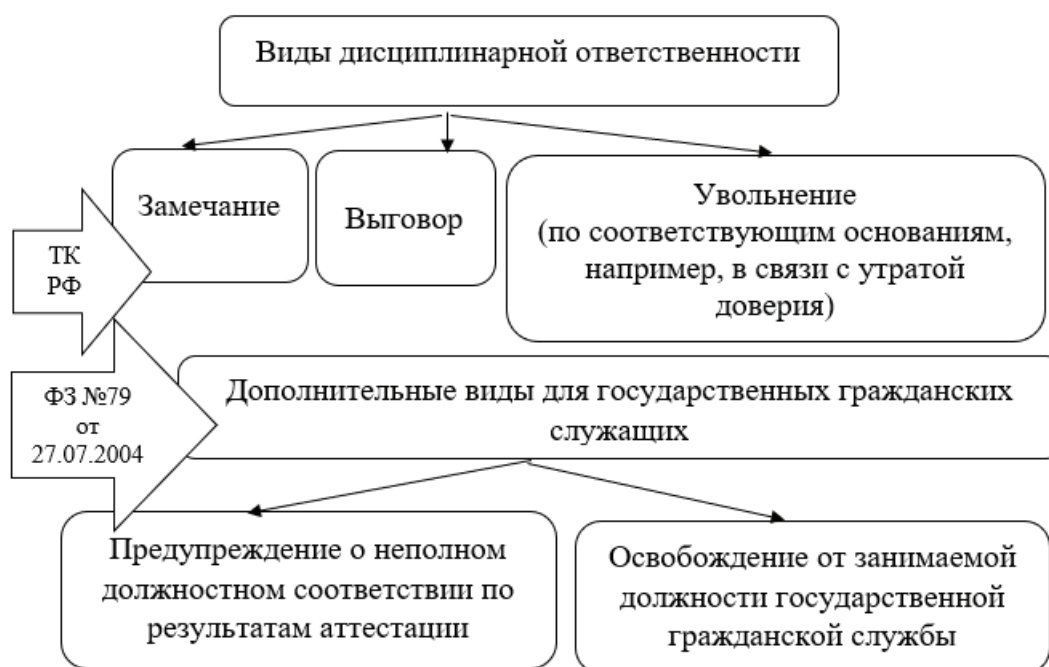 Виды дисциплинарной ответственности
Замечание
Выговор
Увольнение
(по соответствующим основаниям,
например, в связи с утратой
доверия)
ТК
РФ
ФЗ №79
от
27.07.2004
Дополнительные виды для государственных гражданских
служащих
Предупреждение о неполном
должностном соответствии по
результатам аттестации
Освобождение от занимаемой
должности государственной
гражданской службы